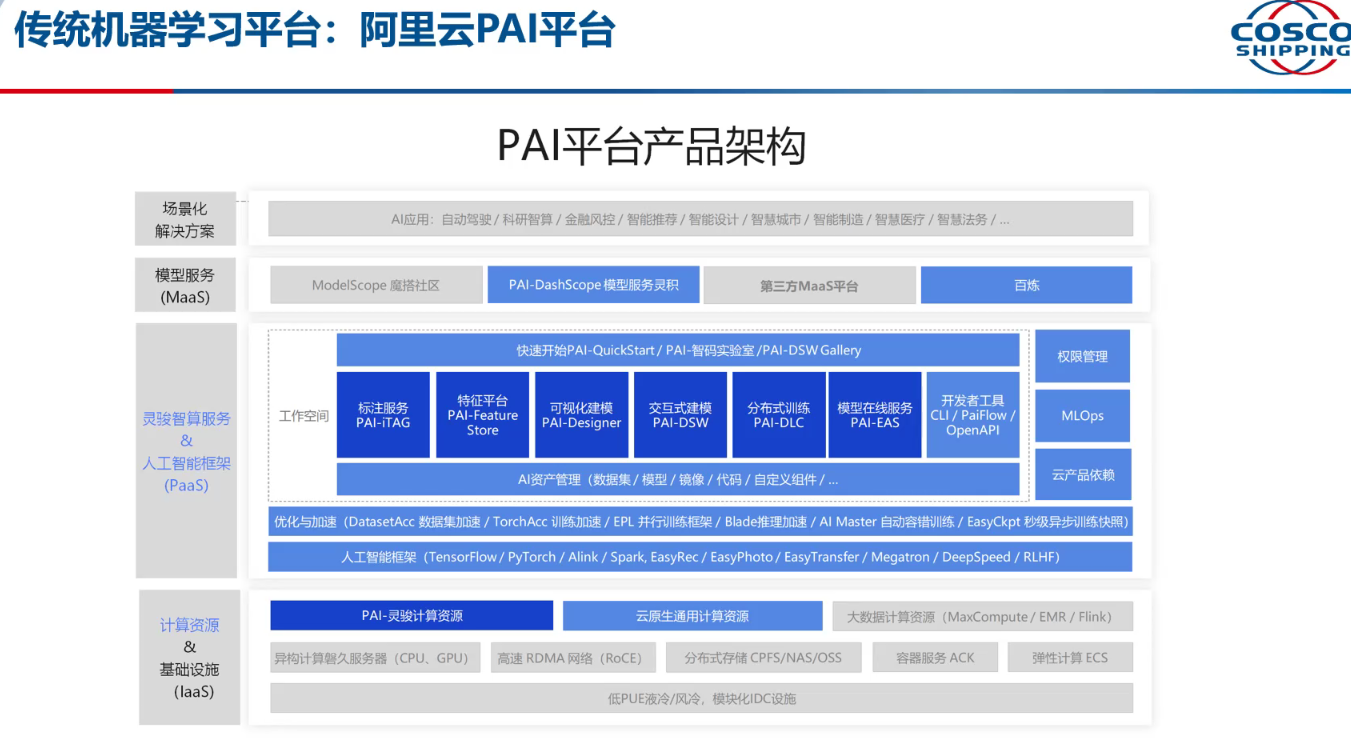 传统机器学习平台：阿里云PAI平台
COSCO
SHIPPING
PAI平台产品架构
场景化
解决方案
AI应用：自动驾驶 / 科研智算 / 金融风控 / 智能推荐 / 智能设计 / 智慧城市 / 智能制造 / 智慧医疗 / 智慧法务 / ...
模型服务
(MaaS)
ModelScope 魔搭社区
PAI-DashScope 模型服务灵积
第三方MaaS平台
百炼
灵骏智算服务
&
人工智能框架
(PaaS)
工作空间
快速开始PAI-QuickStart / PAI-智码实验室 /PAI-DSW Gallery
标注服务
PAI-iTAG
特征平台
PAI-Feature
Store
可视化建模
PAI-Designer
交互式建模
PAI-DSW
分布式训练
PAI-DLC
模型在线服务
PAI-EAS
开发者工具
CLI / PaiFlow /
OpenAPI
AI资产管理（数据集 / 模型 / 镜像 / 代码 / 自定义组件 / ...
权限管理
MLOps
云产品依赖
优化与加速（DatasetAcc 数据集加速 / TorchAcc 训练加速 / EPL 并行训练框架 / Blade推理加速 / AI Master 自动容错训练 / EasyCkpt 秒级异步训练快照）
人工智能框架（TensorFlow / PyTorch / Alink / Spark, EasyRec / EasyPhoto / EasyTransfer / Megatron / DeepSpeed / RLHF）
计算资源
&
基础设施
(IaaS)
PAI-灵骏计算资源
云原生通用计算资源
大数据计算资源（MaxCompute / EMR / Flink）
异构计算磐久服务器（CPU、GPU）
高速 RDMA 网络（RoCE）
分布式存储 CPFS/NAS/OSS
容器服务 ACK
弹性计算 ECS
低PUE液冷/风冷，模块化IDC设施